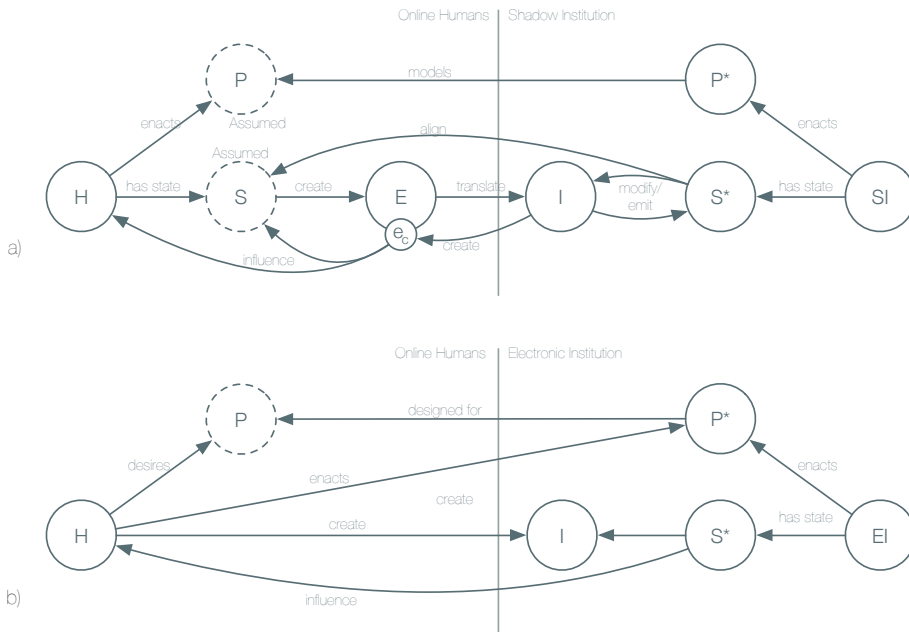 Online Humans
Shadow Institution
P
models
P*
enacts
Assumed
align
enacts
Assumed
H
has state
S
create
E
translate
I
modify/
emit
S*
has state
SI
ec
create
influence
a)
Online Humans
Electronic Institution
P
designed for
P*
desires
enacts
enacts
create
H
create
I
S*
has state
EI
influence
b)